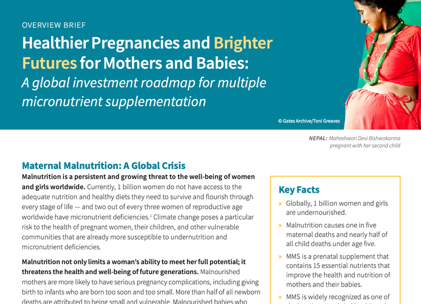 OVERVIEW BRIEF
Healthier Pregnancies and Brighter
Futures for Mothers and Babies:
A global investment roadmap for multiple
micronutrient supplementation
© Gates Archive/Toni Greaves
NEPAL: Maheshwari Devi Bishwokarma
pregnant with her second child
Maternal Malnutrition: A Global Crisis
Malnutrition is a persistent and growing threat to the well-being of women
and girls worldwide. Currently, 1 billion women do not have access to the
adequate nutrition and healthy diets they need to survive and flourish through
every stage of life — and two out of every three women of reproductive age
worldwide have micronutrient deficiencies.¹ Climate change poses a particular
risk to the health of pregnant women, their children, and other vulnerable
communities that are already more susceptible to undernutrition and
micronutrient deficiencies.
Malnutrition not only limits a woman's ability to meet her full potential; it
threatens the health and well-being of future generations. Malnourished
mothers are more likely to have serious pregnancy complications, including giving
birth to infants who are born too soon and too small. More than half of all newborn
deaths are attributed to being small and vulnerable. Malnourished babies who
Key Facts
» Globally, 1 billion women and girls
are undernourished.
» Malnutrition causes one in five
maternal deaths and nearly half of
all child deaths under age five.
» MMS is a prenatal supplement that
contains 15 essential nutrients that
improve the health and nutrition of
mothers and their babies.
» MMS is widely recognized as one of